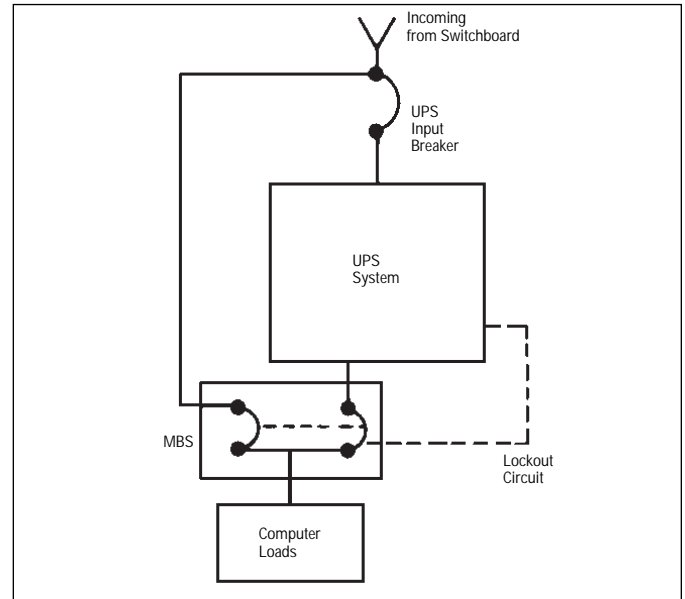 Incoming
from Switchboard
UPS
Input
Breaker
UPS
System
MBS
Lockout
Circuit
Computer
Loads